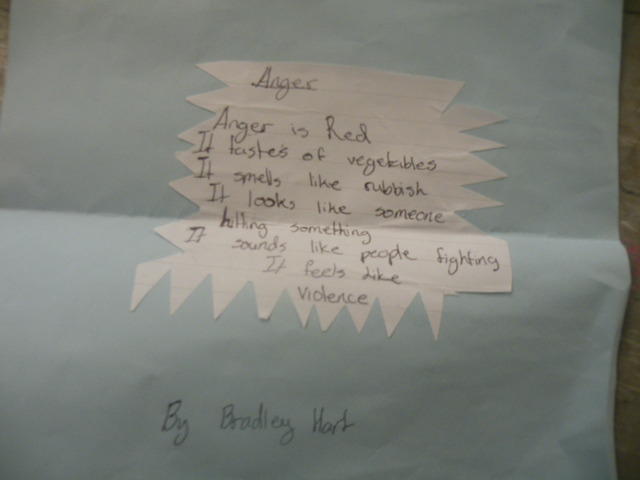 Anger
Anger is Red
It tastes of vegetables
It smells like rubbish
It looks like someone
hitting something
It sounds like people fighting
It feels like
violence
By Bradley Hart